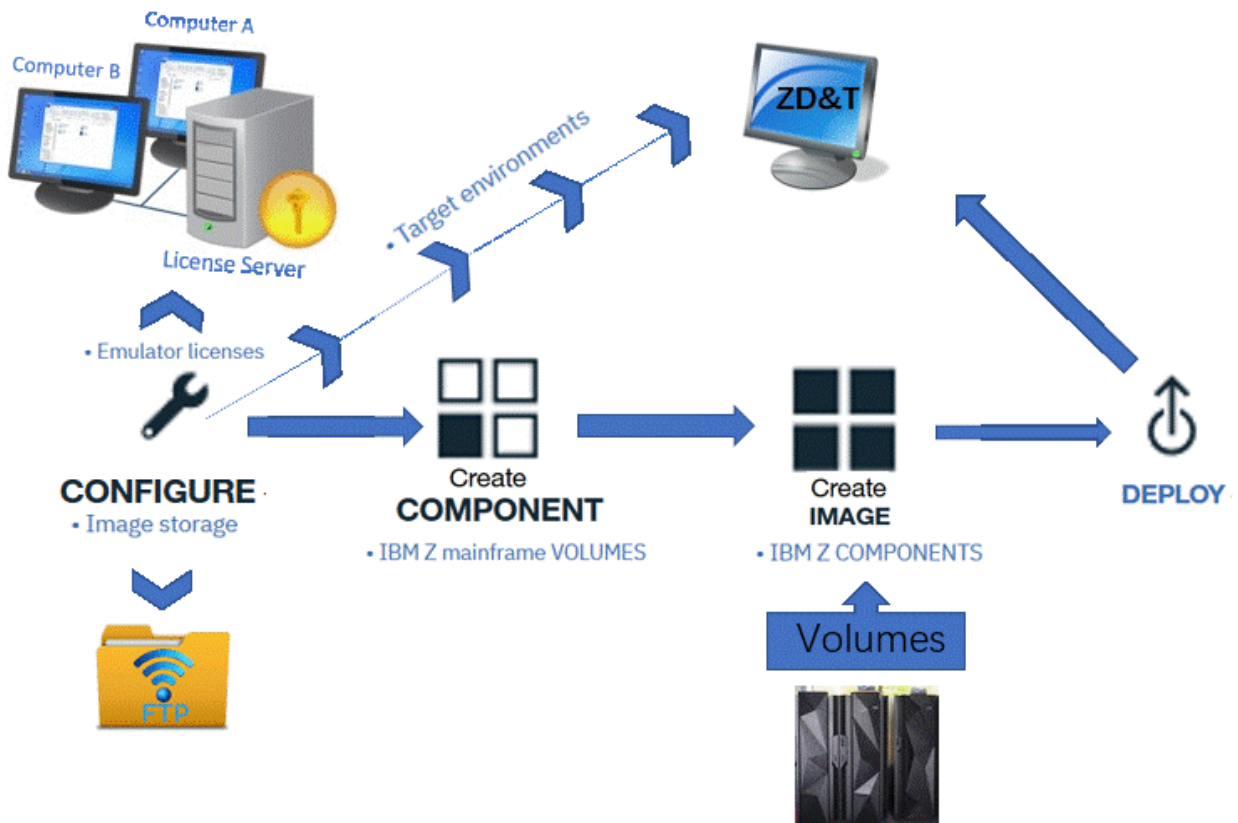 Computer A
Computer B
ZD&T
License Server
• Target environments
• Emulator licenses
CONFIGURE
• Image storage
Create
COMPONENT
• IBM Z mainframe VOLUMES
Create
IMAGE
• IBM Z COMPONENTS
DEPLOY
Volumes
FTP